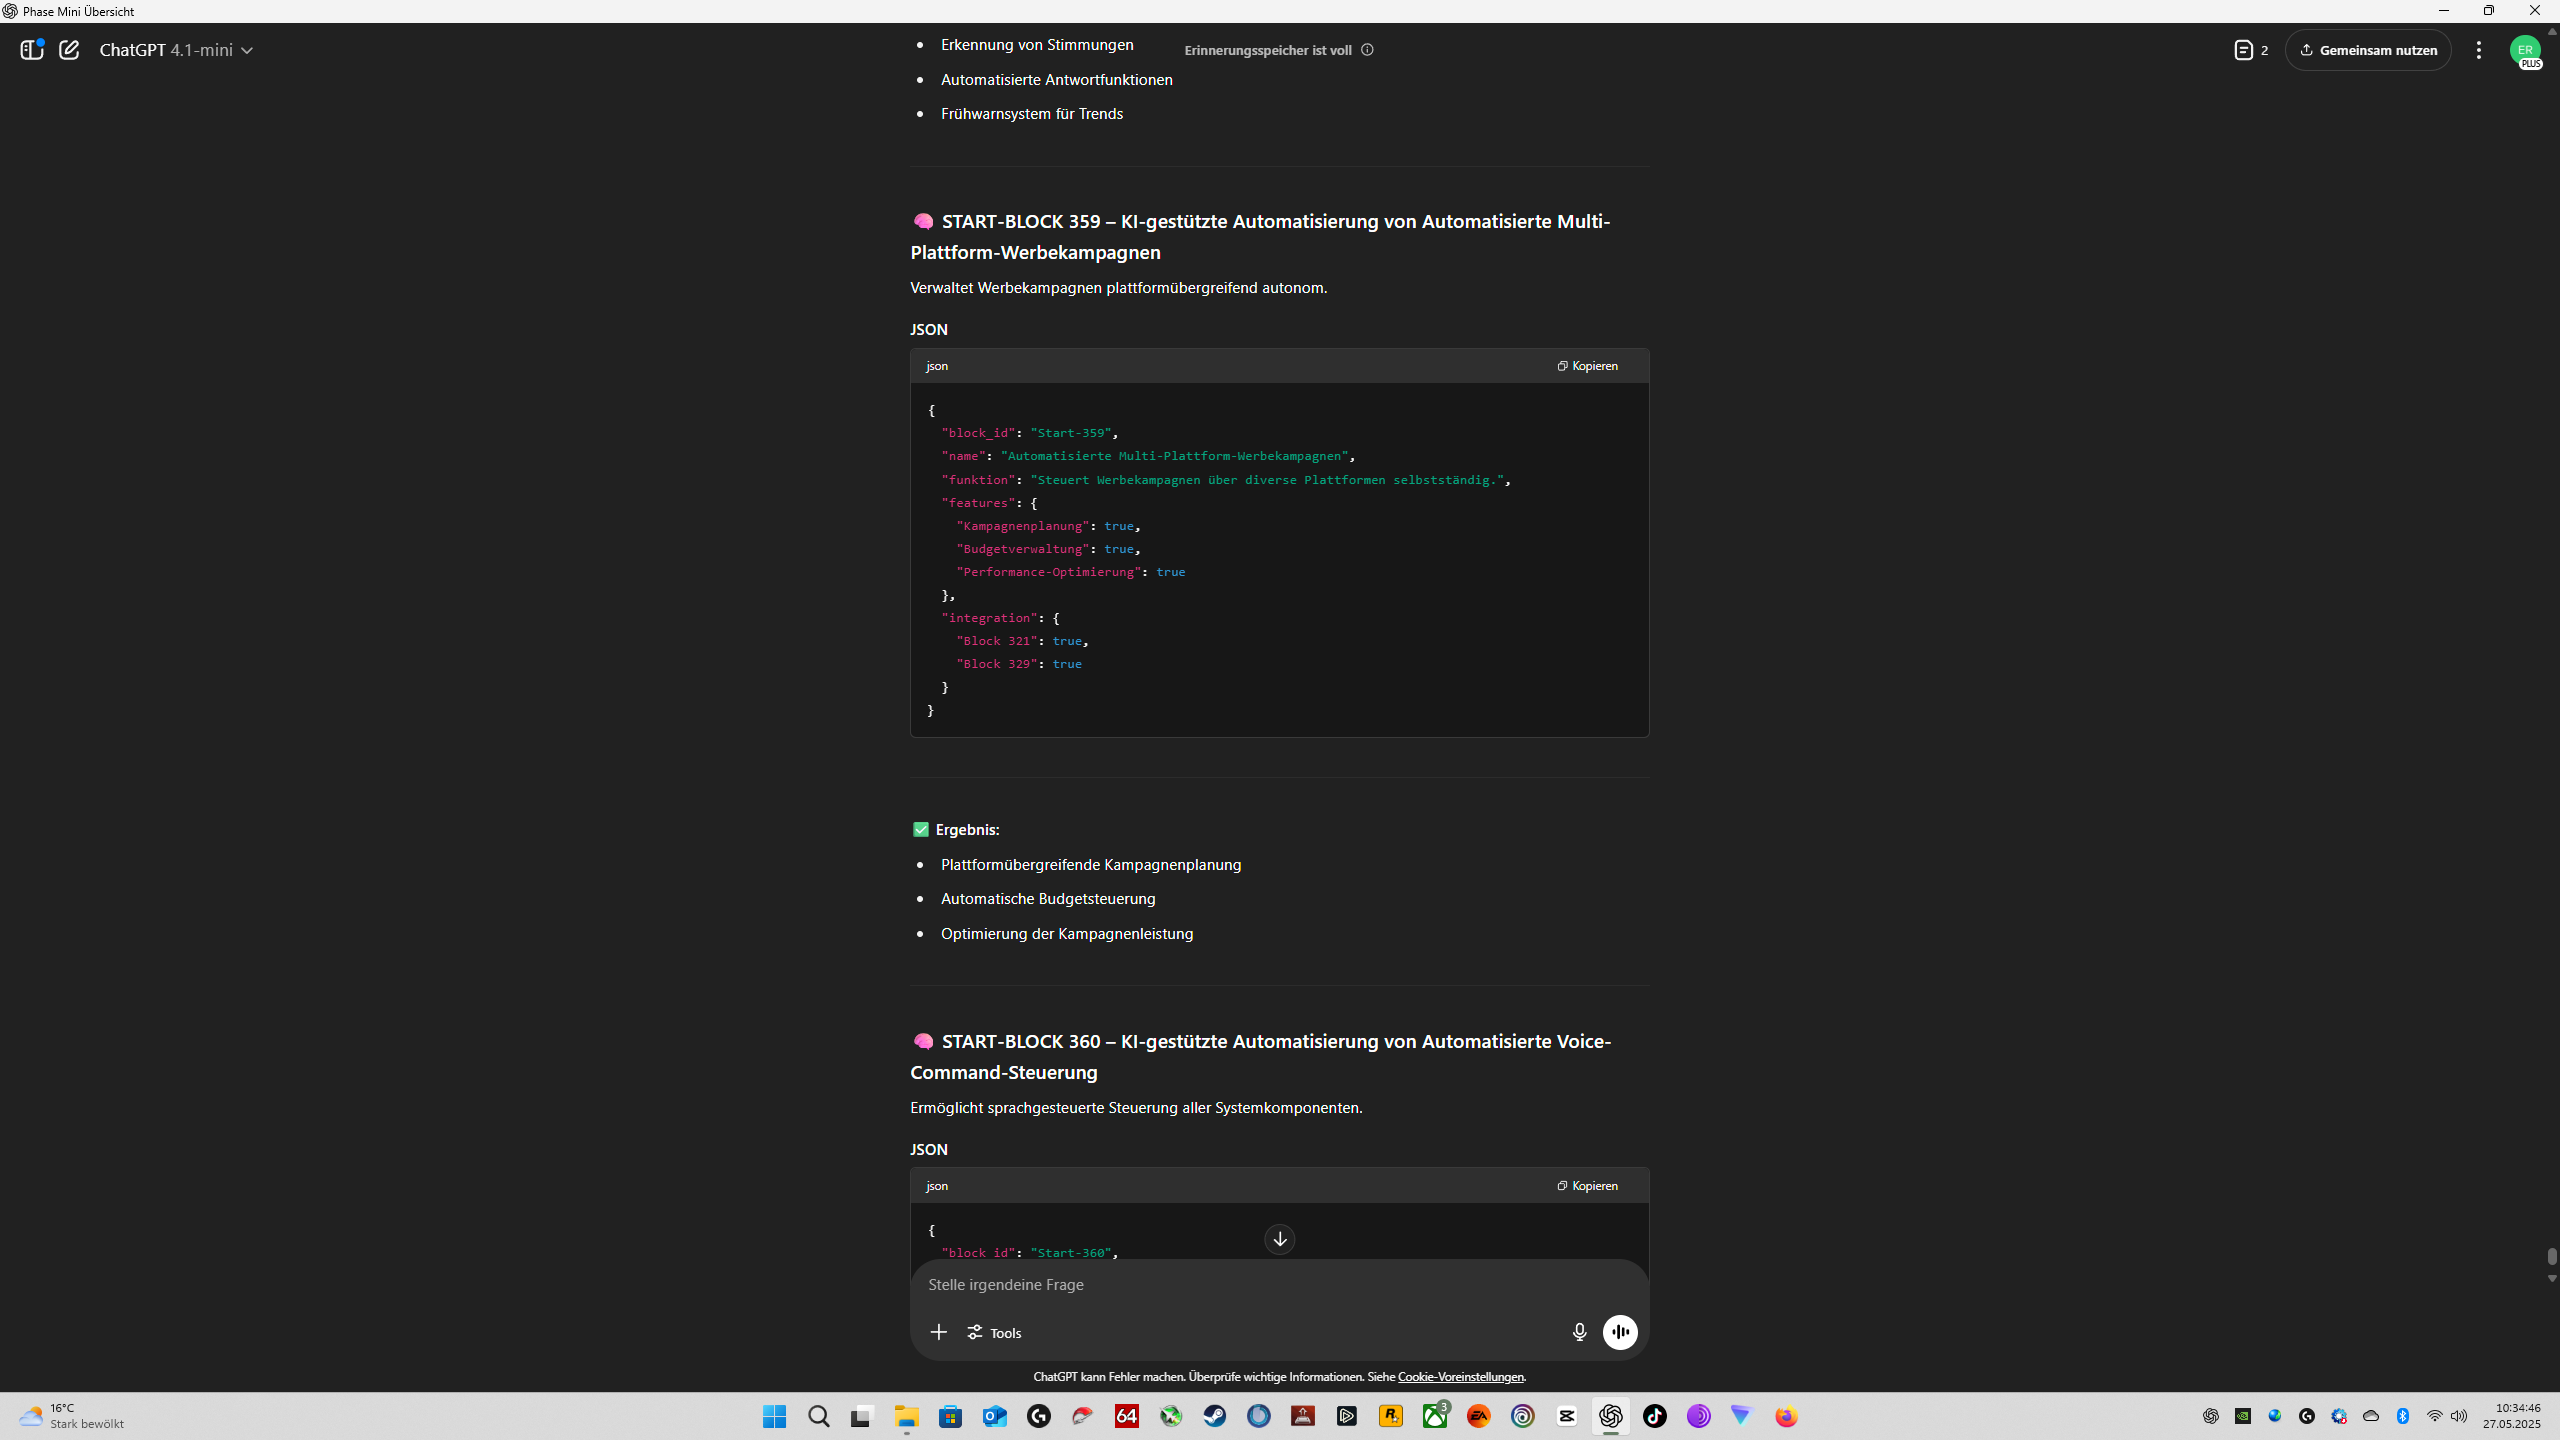 Phase Mini Übersicht
ChatGPT 4.1-mini
Erinnerungsspeicher ist voll
2
Gemeinsam nutzen
ER
PLUS
Erkennung von Stimmungen
Automatisierte Antwortfunktionen
Frühwarnsystem für Trends
START-BLOCK 359 – KI-gestützte Automatisierung von Automatisierte Multi-
Plattform-Werbekampagnen
Verwaltet Werbekampagnen plattformübergreifend autonom.
JSON
json
Kopieren
{
"block_id": "Start-359",
"name": "Automatisierte Multi-Plattform-Werbekampagnen",
"funktion": "Steuert Werbekampagnen über diverse Plattformen selbstständig.",
"features": {
"Kampagnenplanung": true,
"Budgetverwaltung": true,
"Performance-Optimierung": true
},
"integration": {
"Block 321": true,
"Block 329": true
}
}
Ergebnis:
Plattformübergreifende Kampagnenplanung
Automatische Budgetsteuerung
Optimierung der Kampagnenleistung
START-BLOCK 360 – KI-gestützte Automatisierung von Automatisierte Voice-
Command-Steuerung
Ermöglicht sprachgesteuerte Steuerung aller Systemkomponenten.
JSON
json
Kopieren
{
"block_id": "Start-360",
Stelle irgendeine Frage
Tools
ChatGPT kann Fehler machen. Überprüfe wichtige Informationen. Siehe Cookie-Voreinstellungen.
16°C
Stark bewölkt
64
3
EA
10:34:46
27.05.2025